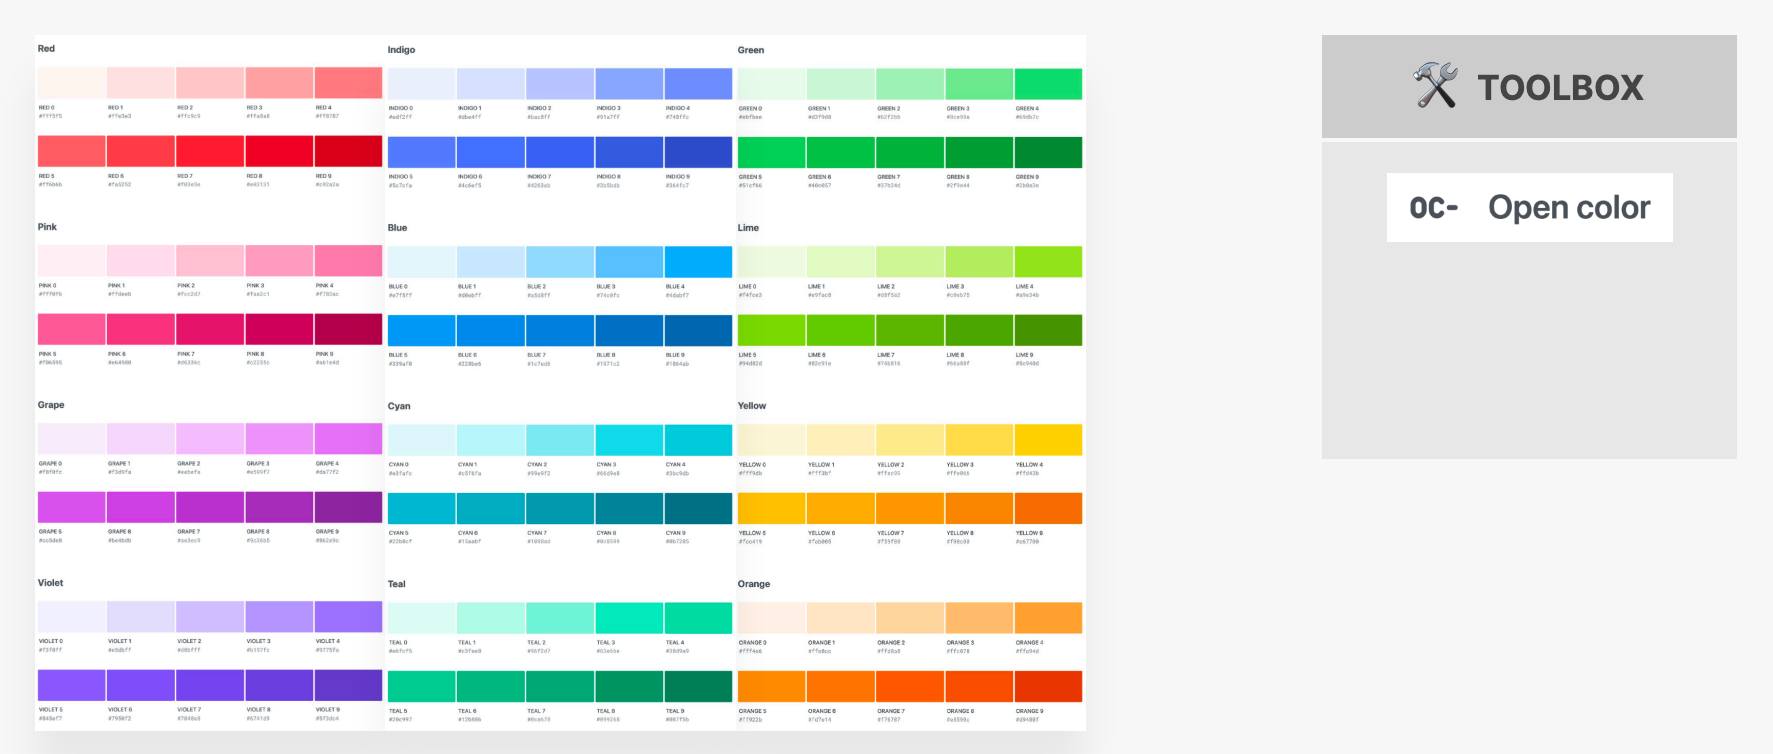 Red
RED 0 RED 1 RED 2 RED 3 RED 4
#fff5f5 #ffe3e3 #ffc9c9 #ffa8a8 #ff8787
RED 5 RED 6 RED 7 RED 8 RED 9
#ff6b6b #fa5252 #f03e3e #e03131 #c92a2a
Pink
PINK 0 PINK 1 PINK 2 PINK 3 PINK 4
#fff0f6 #ffdeeb #fcc2d7 #faa2c1 #f783ac
PINK 5 PINK 6 PINK 7 PINK 8 PINK 9
#f06595 #e64980 #d6336c #c2255c #a61e4d
Grape
GRAPE 0 GRAPE 1 GRAPE 2 GRAPE 3 GRAPE 4
#f8f0fc #f3d9fa #eebefa #e599f7 #da77f2
GRAPE 5 GRAPE 6 GRAPE 7 GRAPE 8 GRAPE 9
#cc5de8 #be4bdb #ae3ec9 #9c36b5 #862e9c
Violet
VIOLET 0 VIOLET 1 VIOLET 2 VIOLET 3 VIOLET 4
#f3f0ff #e5dbff #d0bfff #b197fc #9775fa
VIOLET 5 VIOLET 6 VIOLET 7 VIOLET 8 VIOLET 9
#845ef7 #7950f2 #7048e8 #6741d9 #5f3dc4
Indigo
INDIGO 0 INDIGO 1 INDIGO 2 INDIGO 3 INDIGO 4
#edf2ff #dbe4ff #bac8ff #91a7ff #748ffc
INDIGO 5 INDIGO 6 INDIGO 7 INDIGO 8 INDIGO 9
#5c7cfa #4c6ef5 #4263eb #3b5bdb #364fc7
Blue
BLUE 0 BLUE 1 BLUE 2 BLUE 3 BLUE 4
#e7f5ff #d0ebff #a5d8ff #74c0fc #4dabf7
BLUE 5 BLUE 6 BLUE 7 BLUE 8 BLUE 9
#339af0 #228be6 #1c7ed6 #1971c2 #1864ab
Cyan
CYAN 0 CYAN 1 CYAN 2 CYAN 3 CYAN 4
#e3fafc #c5f6fa #99e9f2 #66d9e8 #3bc9db
CYAN 5 CYAN 6 CYAN 7 CYAN 8 CYAN 9
#22b8cf #15aabf #1098ad #0c8599 #0b7285
Teal
TEAL 0 TEAL 1 TEAL 2 TEAL 3 TEAL 4
#e6fcf5 #c3fae8 #96f2d7 #63e6be #38d9a9
TEAL 5 TEAL 6 TEAL 7 TEAL 8 TEAL 9
#20c997 #12b886 #0ca678 #099268 #087f5b
Green
GREEN 0 GREEN 1 GREEN 2 GREEN 3 GREEN 4
#ebfbee #d3f9d8 #b2f2bb #8ce99a #69db7c
GREEN 5 GREEN 6 GREEN 7 GREEN 8 GREEN 9
#51cf66 #40c057 #37b24d #2f9e44 #2b8a3e
Lime
LIME 0 LIME 1 LIME 2 LIME 3 LIME 4
#f4fce3 #e9fac8 #d8f5a2 #c0eb75 #a9e34b
LIME 5 LIME 6 LIME 7 LIME 8 LIME 9
#94d82d #82c91e #74b816 #66a80f #5c940d
Yellow
YELLOW 0 YELLOW 1 YELLOW 2 YELLOW 3 YELLOW 4
#fff9db #fff3bf #ffec99 #ffe066 #ffd43b
YELLOW 5 YELLOW 6 YELLOW 7 YELLOW 8 YELLOW 9
#fcc419 #fab005 #f59f00 #f08c00 #e67700
Orange
ORANGE 0 ORANGE 1 ORANGE 2 ORANGE 3 ORANGE 4
#fff4e6 #ffe8cc #ffd8a8 #ffc078 #ffa94d
ORANGE 5 ORANGE 6 ORANGE 7 ORANGE 8 ORANGE 9
#ff922b #fd7e14 #f76707 #e8590c #d9480f
TOOLBOX
OC- Open color